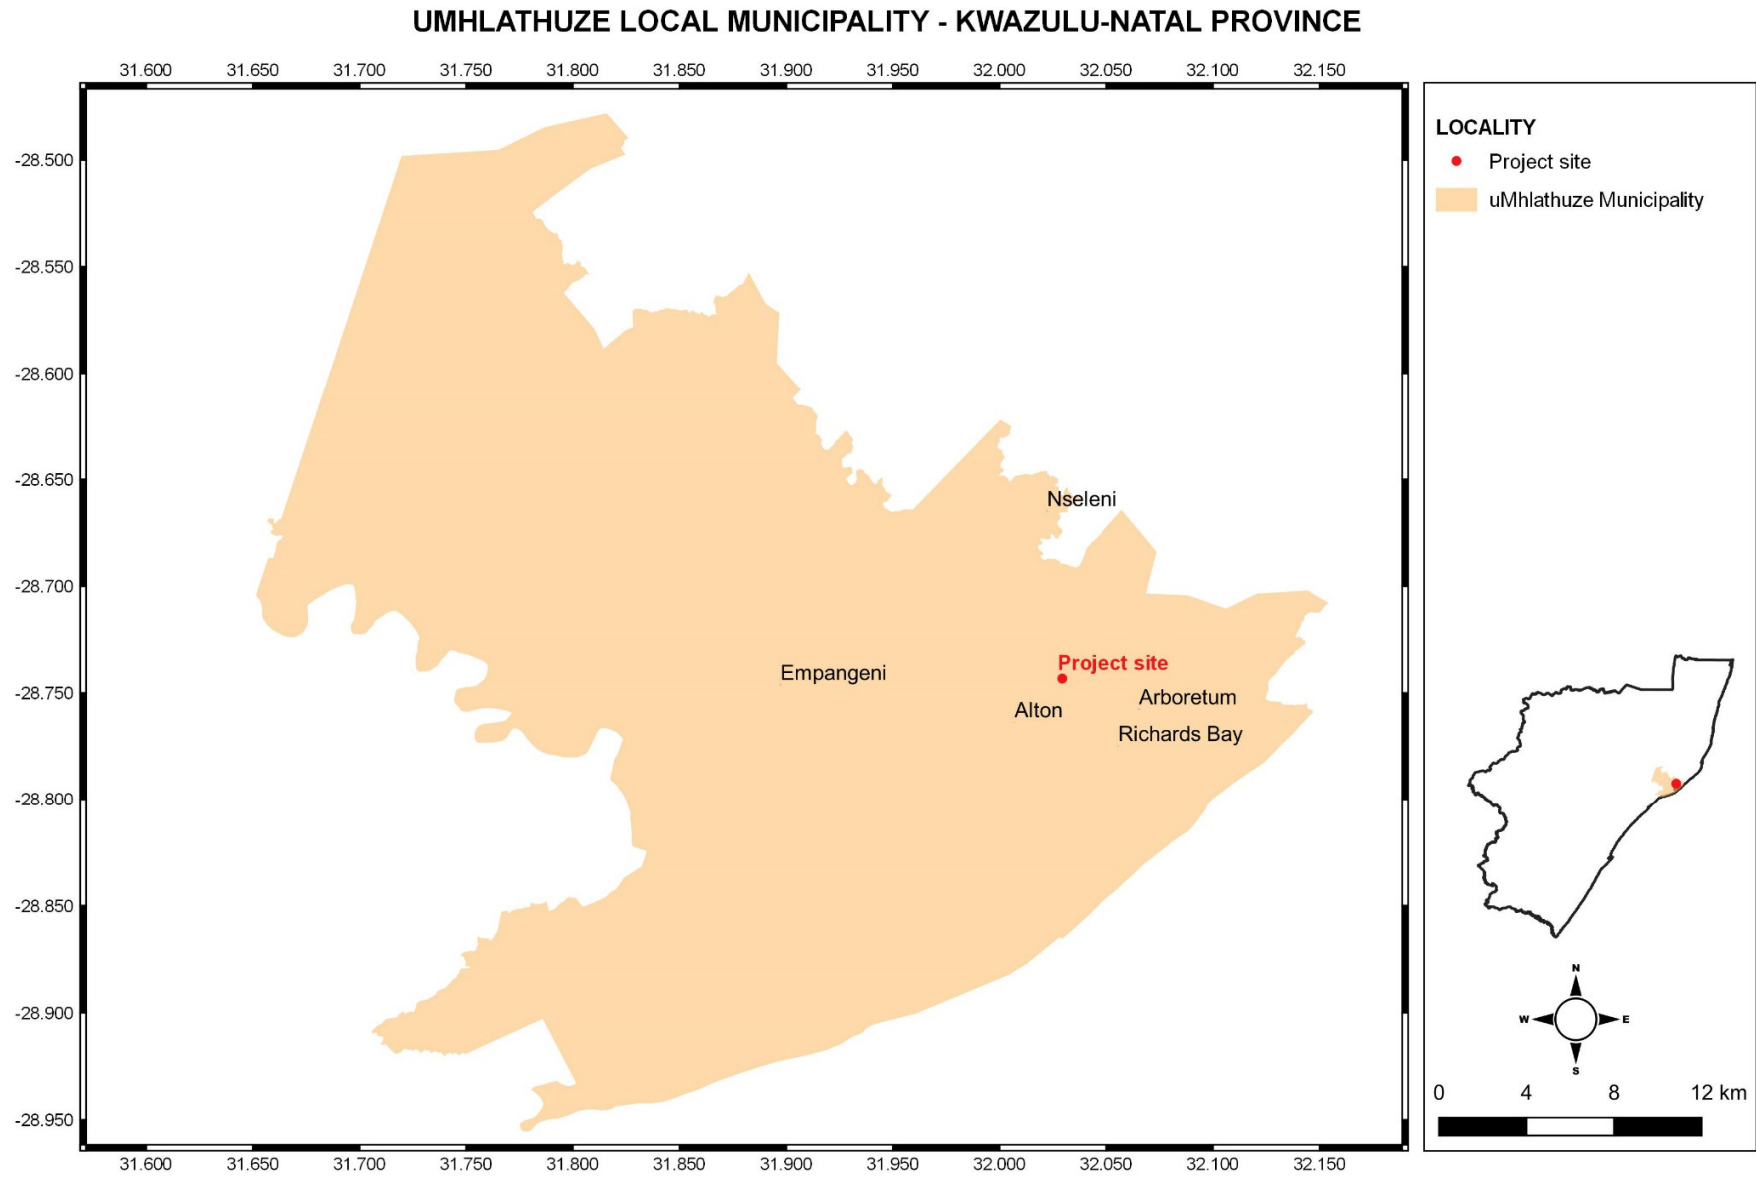 UMHLATHUZE LOCAL MUNICIPALITY - KWAZULU-NATAL PROVINCE
31.600 31.650 31.700 31.750 31.800 31.850 31.900 31.950 32.000 32.050 32.100 32.150
-28.500
-28.550
-28.600
-28.650
-28.700
-28.750
-28.800
-28.850
-28.900
-28.950
Nseleni
Project site
Empangeni
Arboretum
Alton
Richards Bay
31.600 31.650 31.700 31.750 31.800 31.850 31.900 31.950 32.000 32.050 32.100 32.150
LOCALITY
Project site
uMhlathuze Municipality
N
W E
S
0 4 8 12 km